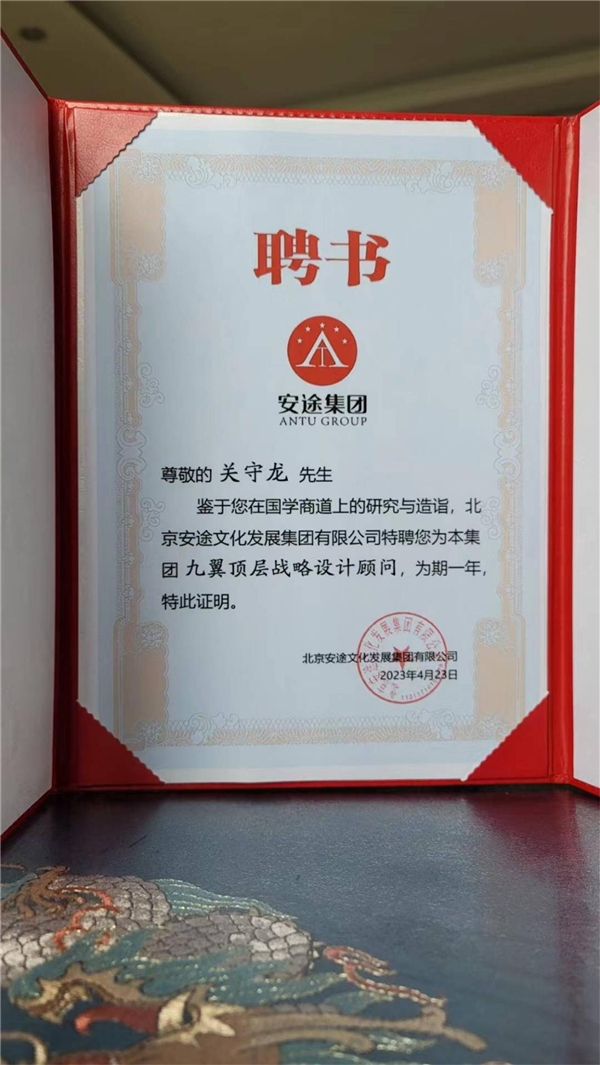 聘书
安途集团
ANTU GROUP
尊敬的 关守龙 先生
鉴于您在国学商道上的研究与造诣，北
京安途文化发展集团有限公司特聘您为本集
团 九翼顶层战略设计顾问，为期一年，
特此证明。
北京安途文化发展集团有限公司
2023年4月23日